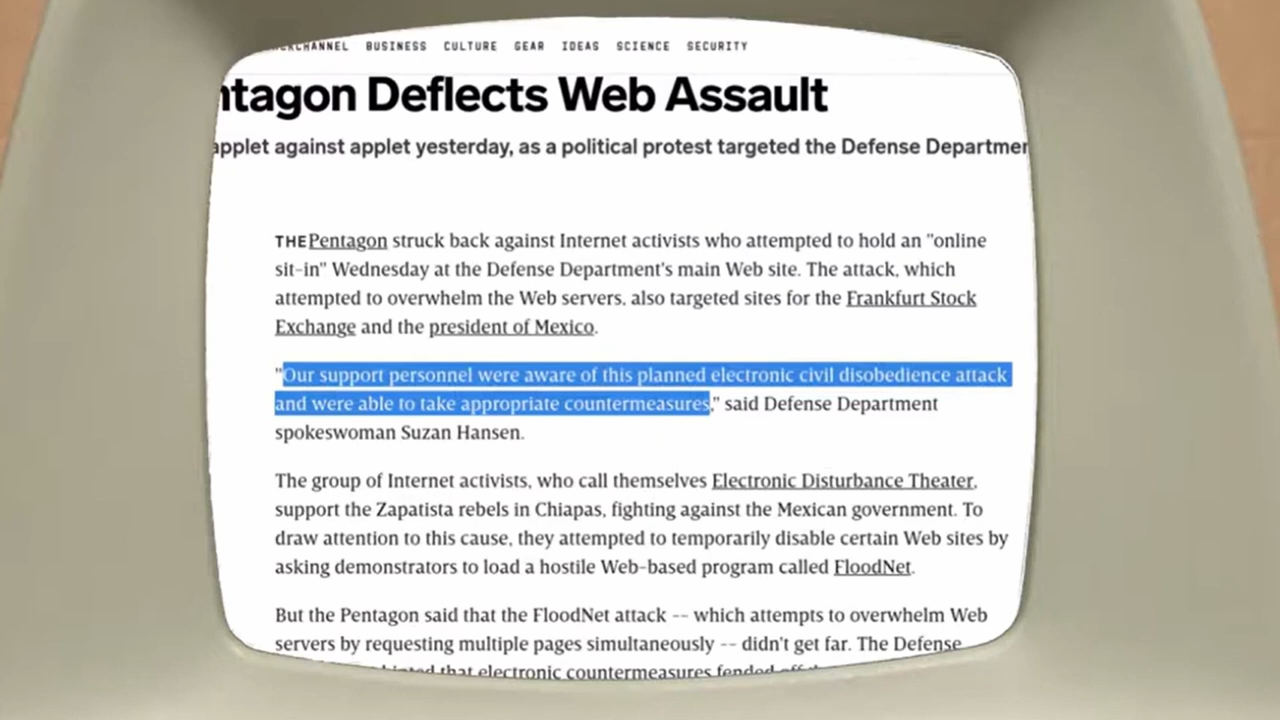 BUSINESS CULTURE GEAR IDEAS SCIENCE SECURITY
ntagon Deflects Web Assault
applet against applet yesterday, as a political protest targeted the Defense Departmen
THE Pentagon struck back against Internet activists who attempted to hold an "online
sit-in" Wednesday at the Defense Department's main Web site. The attack, which
attempted to overwhelm the Web servers, also targeted sites for the Frankfurt Stock
Exchange and the president of Mexico.
"Our support personnel were aware of this planned electronic civil disobedience attack
and were able to take appropriate countermeasures," said Defense Department
spokeswoman Suzan Hansen.
The group of Internet activists, who call themselves Electronic Disturbance Theater,
support the Zapatista rebels in Chiapas, fighting against the Mexican government. To
draw attention to this cause, they attempted to temporarily disable certain Web sites by
asking demonstrators to load a hostile Web-based program called FloodNet.
But the Pentagon said that the FloodNet attack -- which attempts to overwhelm Web
servers by requesting multiple pages simultaneously -- didn't get far. The Defense
that electronic countermeasures fended off